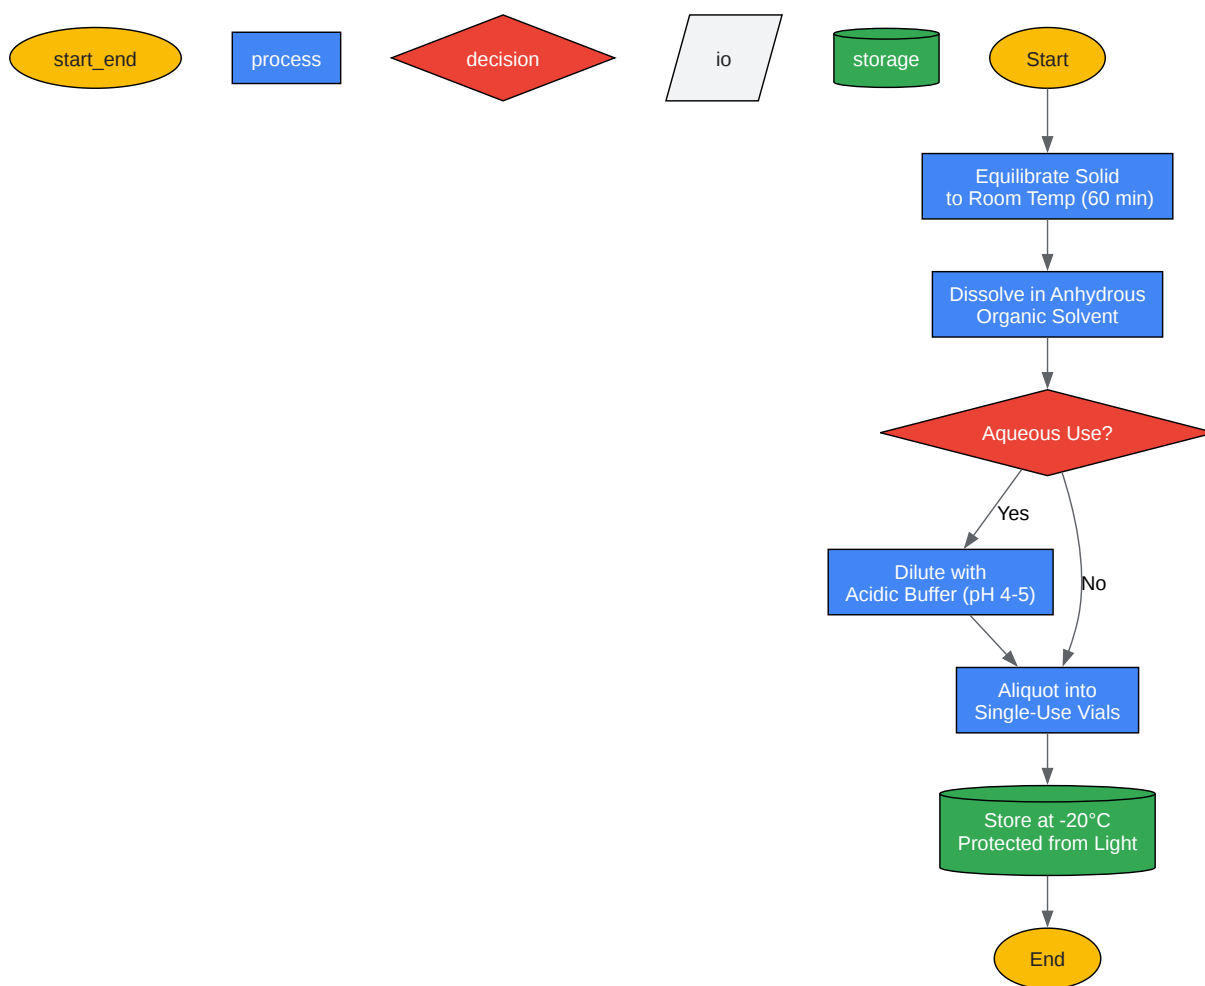 start_end
process
decision
io
storage
Start
Equilibrate Solid
to Room Temp (60 min)
Dissolve in Anhydrous
Organic Solvent
Aqueous Use?
Yes
Dilute with
Acidic Buffer (pH 4-5)
No
Aliquot into
Single-Use Vials
Store at -20°C
Protected from Light
End